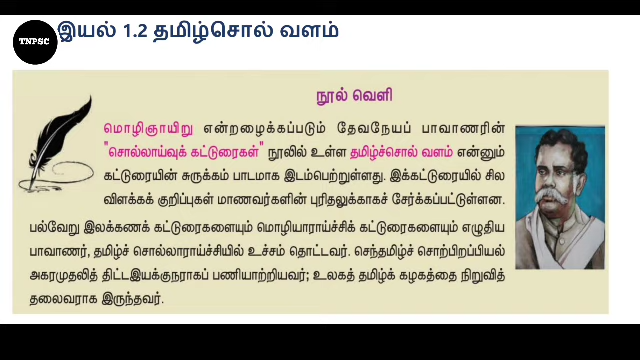 TNPSC
இயல் 1.2 தமிழ்சொல் வளம்
நூல் வெளி
மொழிஞாயிறு என்றழைக்கப்படும் தேவநேயப் பாவாணரின்
"சொல்லாய்வுக் கட்டுரைகள்" நூலில் உள்ள தமிழ்ச்சொல் வளம் என்னும்
கட்டுரையின் சுருக்கம் பாடமாக இடம்பெற்றுள்ளது. இக்கட்டுரையில் சில
விளக்கக் குறிப்புகள் மாணவர்களின் புரிதலுக்காகச் சேர்க்கப்பட்டுள்ளன.
பல்வேறு இலக்கணக் கட்டுரைகளையும் மொழியாராய்ச்சிக் கட்டுரைகளையும் எழுதிய
பாவாணர், தமிழ்ச் சொல்லாராய்ச்சியில் உச்சம் தொட்டவர். செந்தமிழ்ச் சொற்பிறப்பியல்
அகரமுதலித் திட்டஇயக்குநராகப் பணியாற்றியவர்; உலகத் தமிழ்க் கழகத்தை நிறுவித்
தலைவராக இருந்தவர்.